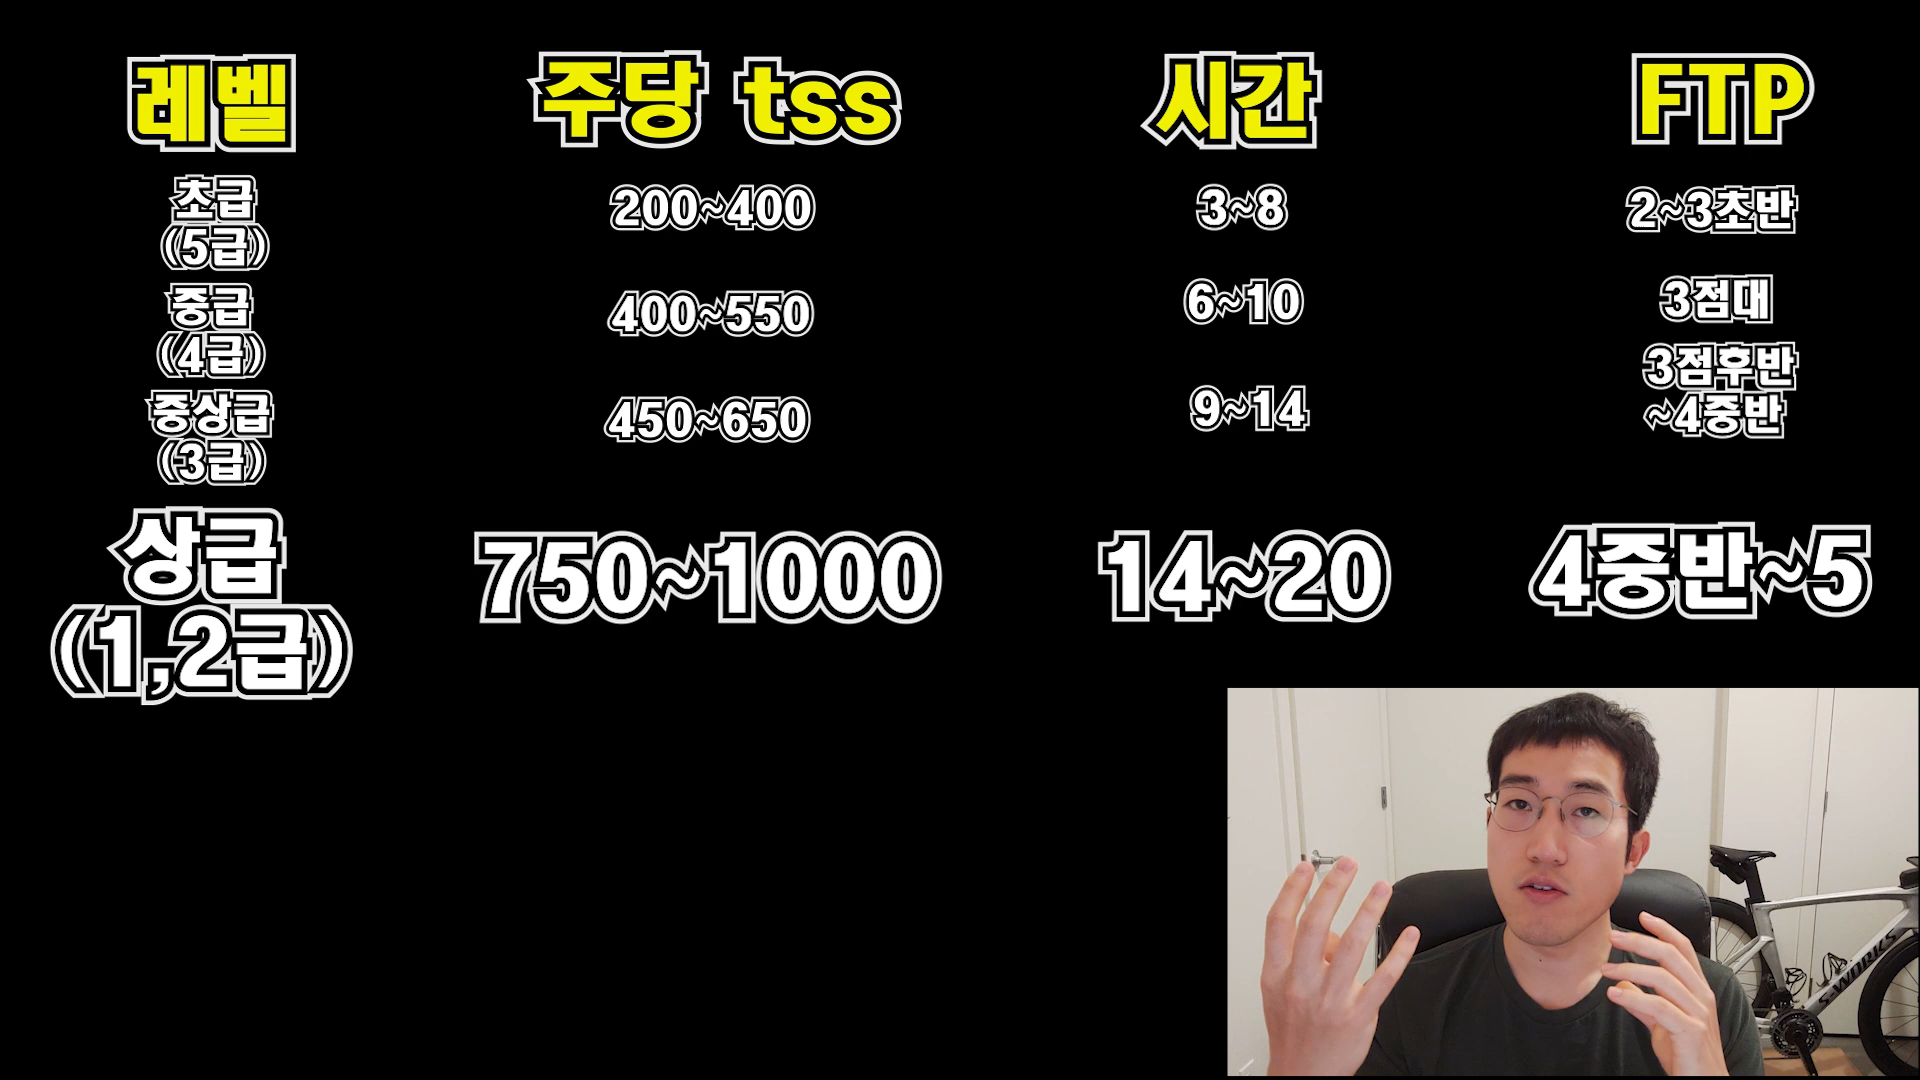 레벨 주당 tss 시간 FTP
초급
(5급)
200~400 3~8 2~3초반
중급
(4급)
400~550 6~10 3점대
중상급
(3급)
450~650 9~14
3점후반
~4중반
상급
(1,2급)
750~1000 14~20 4중반~5
S-WORKS